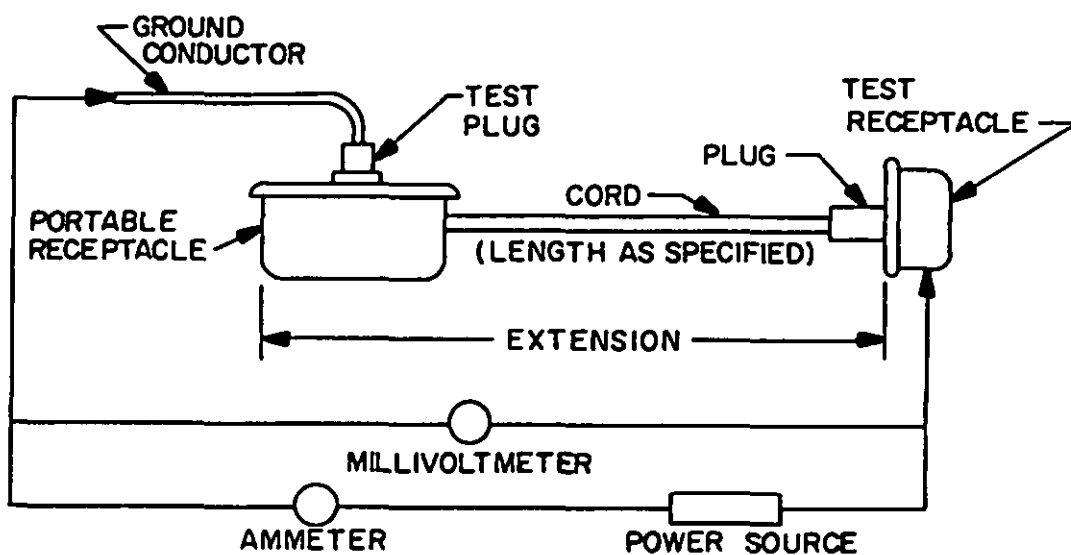 GROUND
CONDUCTOR
TEST
PLUG
TEST
RECEPTACLE
PLUG
CORD
PORTABLE
RECEPTACLE
(LENGTH AS SPECIFIED)
EXTENSION
MILLIVOLTMETER
AMMETER
POWER SOURCE